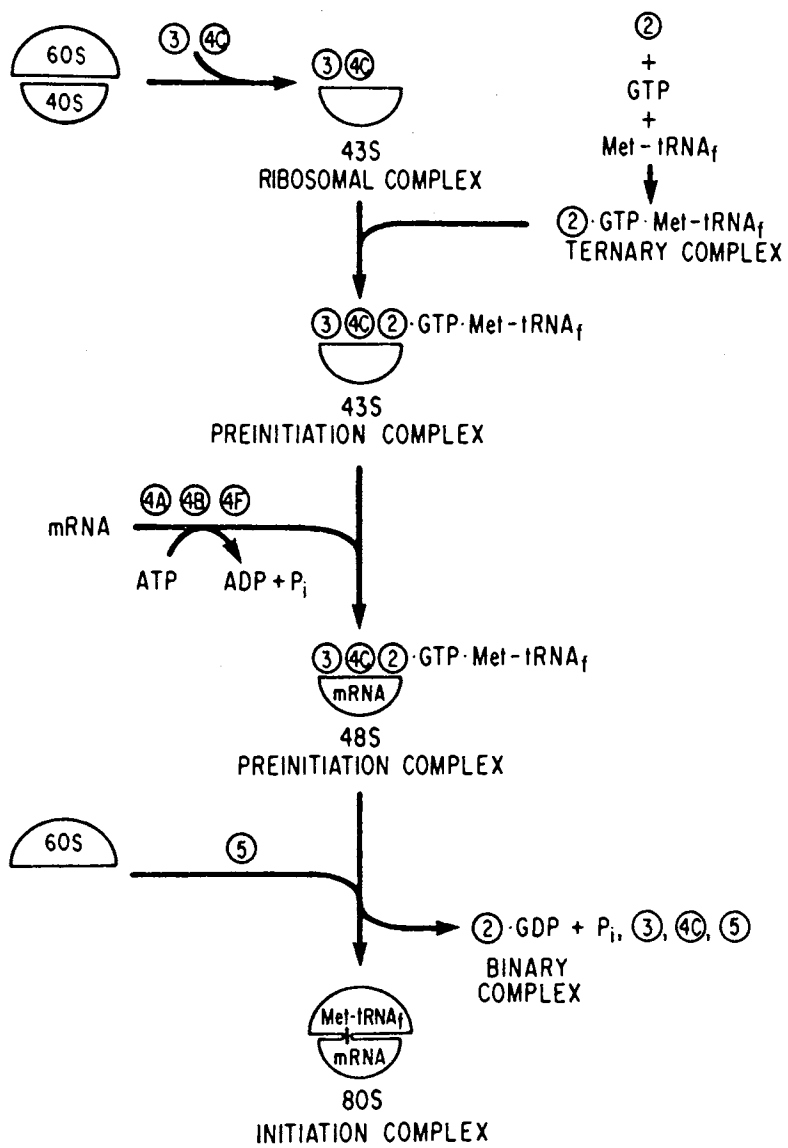 60S
40S
③ ④C
③ ④C
43S
RIBOSOMAL COMPLEX
②
+
GTP
+
Met-tRNAf
②·GTP·Met-tRNAf
TERNARY COMPLEX
③ ④C ②·GTP·Met-tRNAf
43S
PREINITIATION COMPLEX
4A 4B 4F
mRNA
ATP ADP + Pi
③ ④C ②·GTP·Met-tRNAf
mRNA
48S
PREINITIATION COMPLEX
60S
⑤
②·GDP + Pi, ③, ④C, ⑤
BINARY
COMPLEX
Met-tRNAf
mRNA
80S
INITIATION COMPLEX